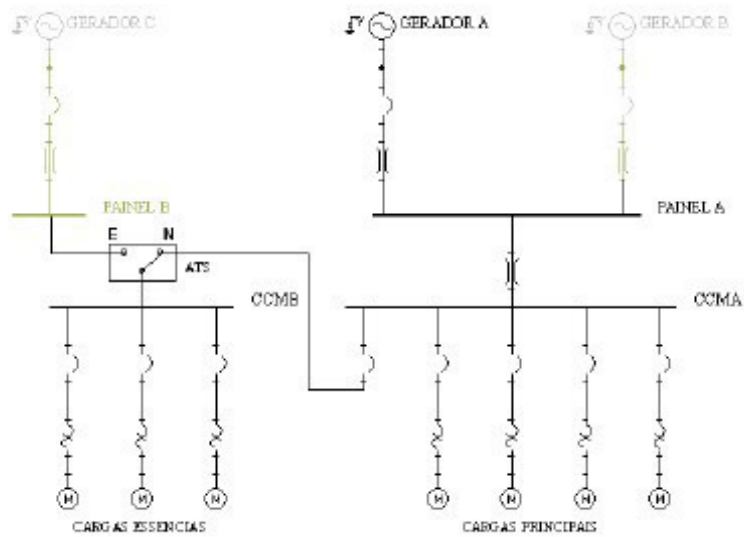 GERADOR C GERADOR A GERADOR B
PAINEL B PAINEL A
E N
ATS
CCMB CCMA
M M M M M M M
CARGAS ESSENCIAS CARGAS PRINCIPAIS